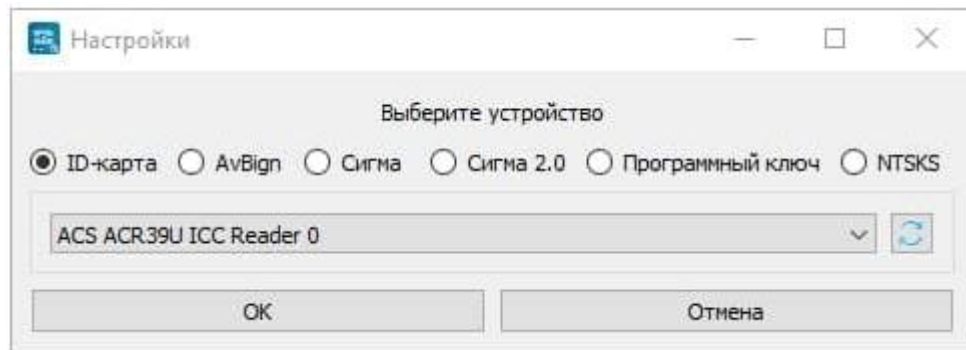 Настройки
Выберите устройство
ID-карта AvBign Сигма Сигма 2.0 Программный ключ NTSKS
ACS ACR39U ICC Reader 0
OK Отмена